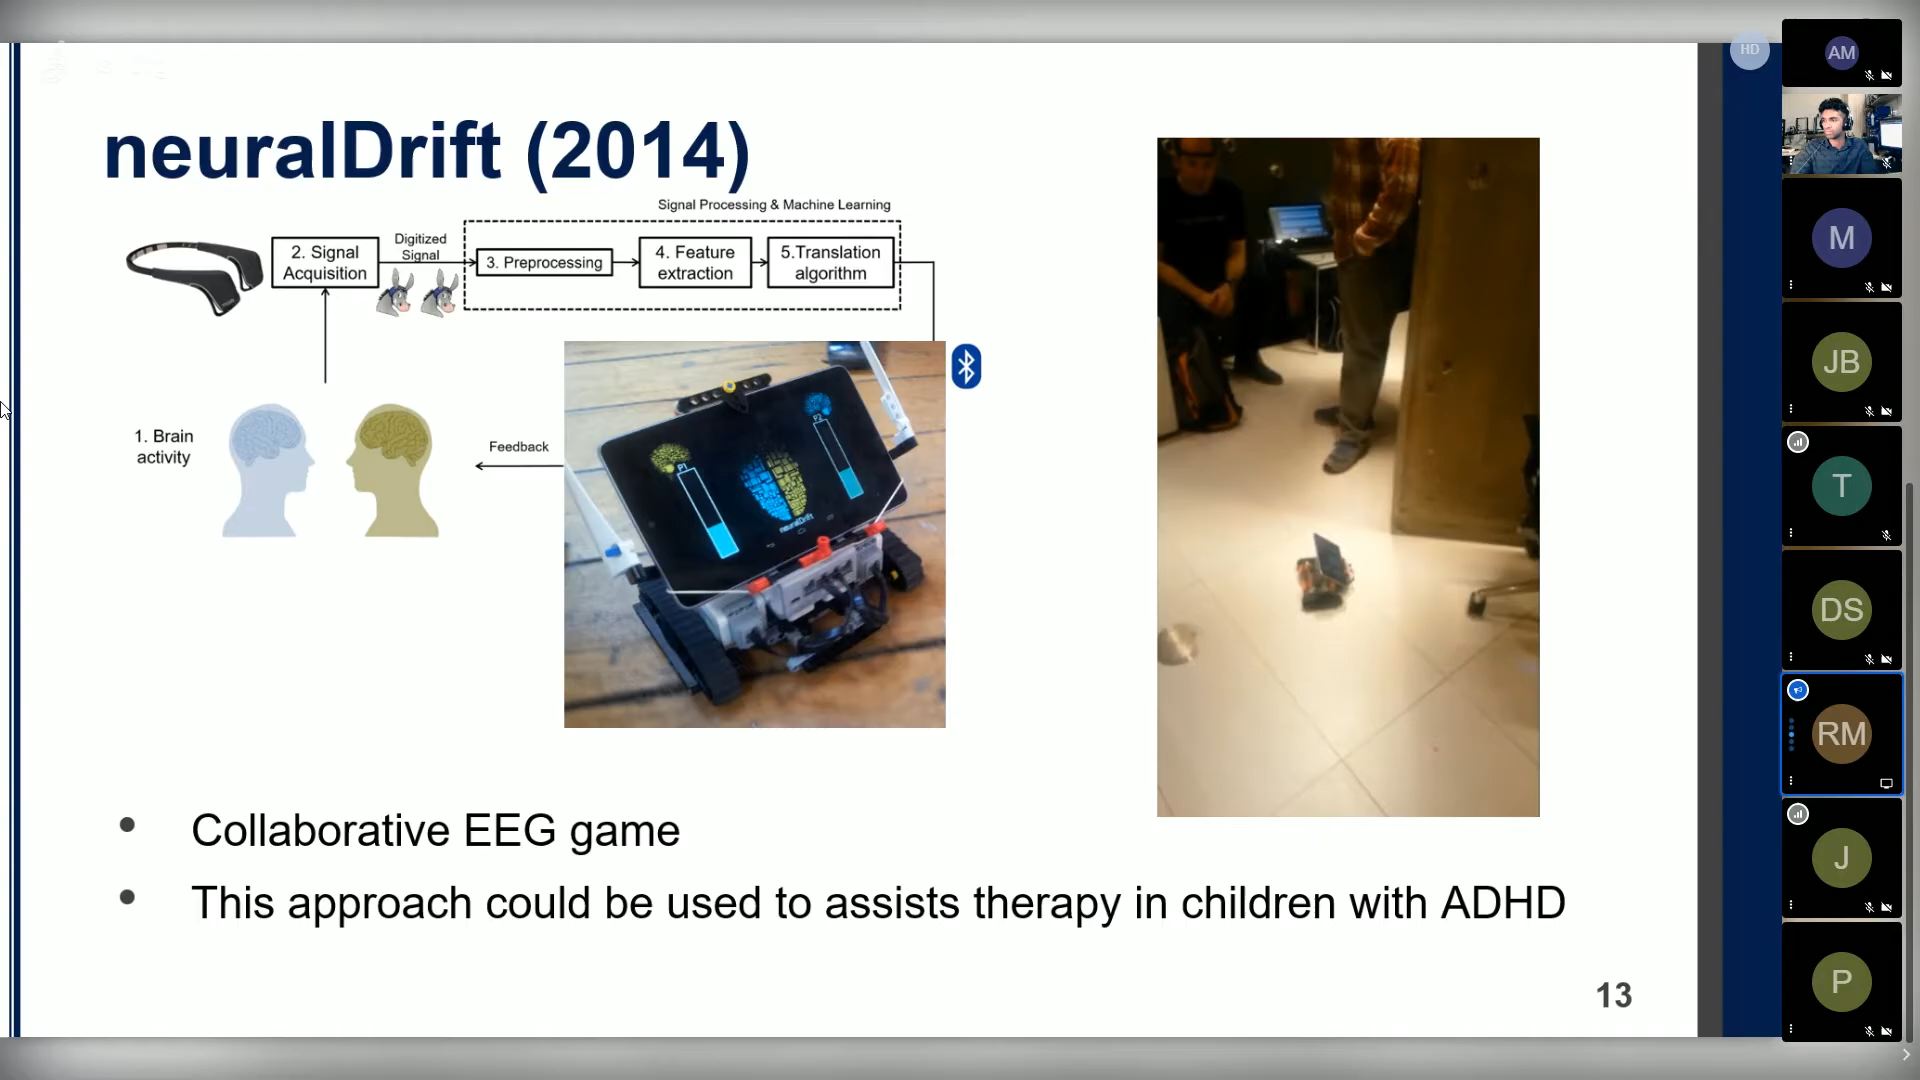 HD
AM
neuralDrift (2014)
Signal Processing & Machine Learning
2. Signal
Acquisition
Digitized
Signal
3. Preprocessing
4. Feature
extraction
5.Translation
algorithm
1. Brain
activity
Feedback
P1
P2
neuralDrift
M
JB
T
DS
RM
J
P
• Collaborative EEG game
• This approach could be used to assists therapy in children with ADHD
13